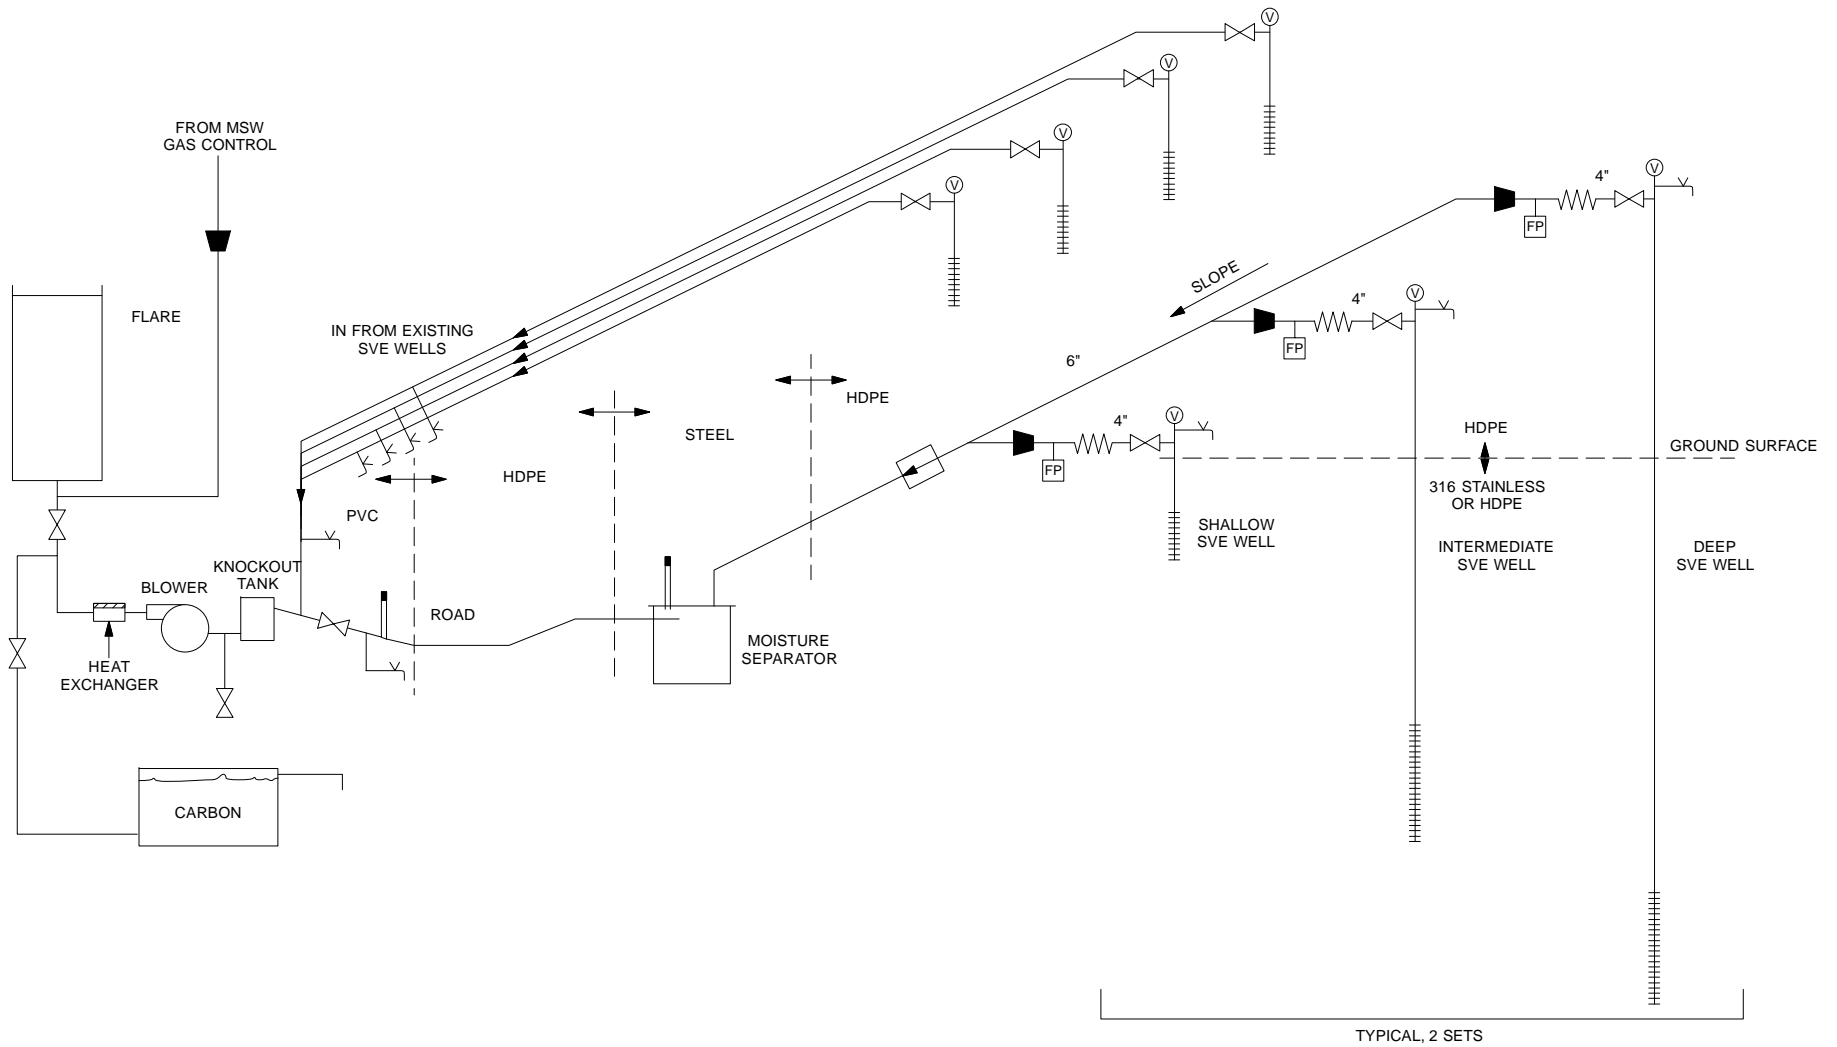 V
V
V
V
FROM MSW
GAS CONTROL
V
4"
FP
SLOPE
V
4"
FP
FLARE
IN FROM EXISTING
SVE WELLS
6"
HDPE
STEEL
V
4"
FP
HDPE
GROUND SURFACE
316 STAINLESS
OR HDPE
HDPE
PVC
SHALLOW
SVE WELL
INTERMEDIATE
SVE WELL
DEEP
SVE WELL
KNOCKOUT
TANK
BLOWER
ROAD
MOISTURE
SEPARATOR
HEAT
EXCHANGER
CARBON
TYPICAL, 2 SETS